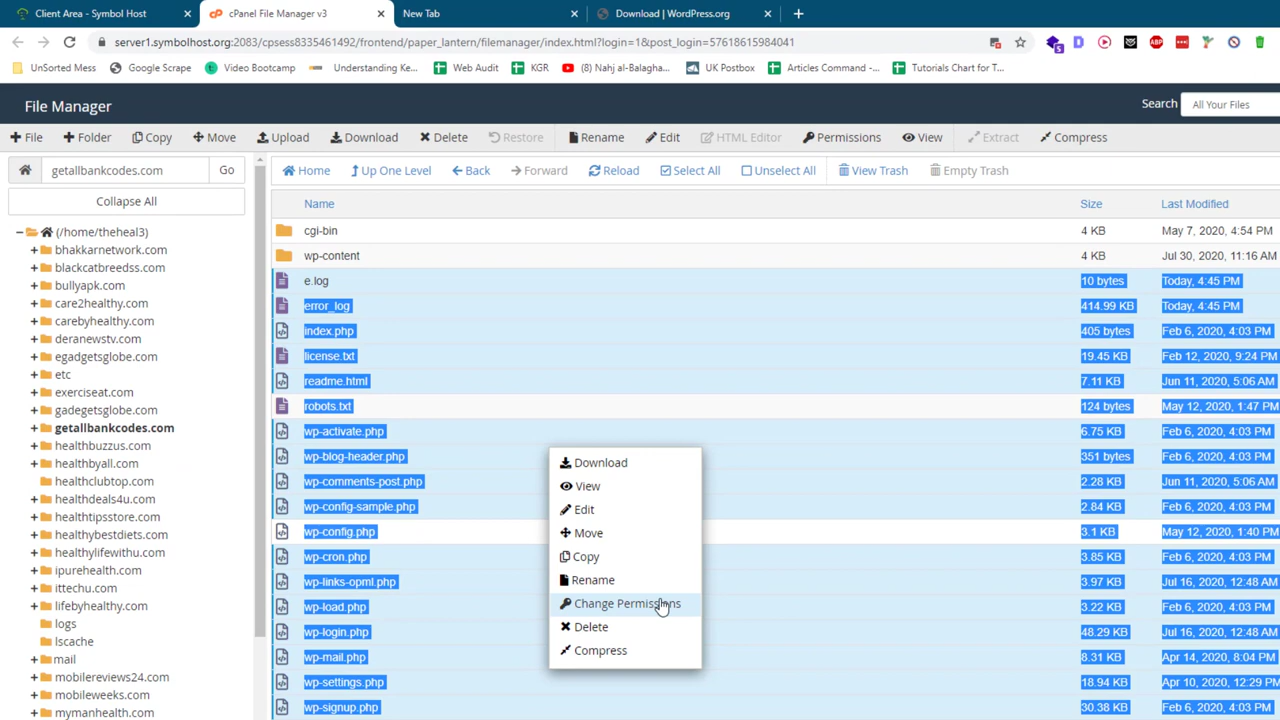 Client Area - Symbol Host
cPanel File Manager v3
New Tab
Download | WordPress.org
server1.symbolhost.org:2083/cpsess8335461492/frontend/paper_lantern/filemanager/index.html?login=1&post_login=57618615984041
UnSorted Mess
Google Scrape
Video Bootcamp
Understanding Ke...
Web Audit
KGR
(8) Nahj al-Balagha...
UK Postbox
Articles Command -...
Tutorials Chart for T...
File Manager
Search
All Your Files
File
Folder
Copy
Move
Upload
Download
Delete
Restore
Rename
Edit
HTML Editor
Permissions
View
Extract
Compress
getallbankcodes.com
Go
Home
Up One Level
Back
Forward
Reload
Select All
Unselect All
View Trash
Empty Trash
Collapse All
(/home/theheal3)
bhakkarnetwork.com
blackcatbreedss.com
bullyapk.com
care2healthy.com
carebyhealthy.com
deranewstv.com
egadgetsglobe.com
etc
exerciseat.com
gadegetsglobe.com
getallbankcodes.com
healthbuzzus.com
healthbyall.com
healthclubtop.com
healthdeals4u.com
healthtipsstore.com
healthybestdiets.com
healthylifewithu.com
ipurehealth.com
ittechu.com
lifebyhealthy.com
logs
lscache
mail
mobilereviews24.com
mobileweeks.com
mymanhealth.com
Name Size Last Modified
cgi-bin 4 KB May 7, 2020, 4:54 PM
wp-content 4 KB Jul 30, 2020, 11:16 AM
e.log 10 bytes Today, 4:45 PM
error_log 414.99 KB Today, 4:45 PM
index.php 405 bytes Feb 6, 2020, 4:03 PM
license.txt 19.45 KB Feb 12, 2020, 9:24 PM
readme.html 7.11 KB Jun 11, 2020, 5:06 AM
robots.txt 124 bytes May 12, 2020, 1:47 PM
wp-activate.php 6.75 KB Feb 6, 2020, 4:03 PM
wp-blog-header.php 351 bytes Feb 6, 2020, 4:03 PM
wp-comments-post.php 2.28 KB Jun 11, 2020, 5:06 AM
wp-config-sample.php 2.84 KB Feb 6, 2020, 4:03 PM
wp-config.php 3.1 KB May 12, 2020, 1:40 PM
wp-cron.php 3.85 KB Feb 6, 2020, 4:03 PM
wp-links-opml.php 3.97 KB Jul 16, 2020, 12:48 AM
wp-load.php 3.22 KB Feb 6, 2020, 4:03 PM
wp-login.php 48.29 KB Jul 16, 2020, 12:48 AM
wp-mail.php 8.31 KB Apr 14, 2020, 8:04 PM
wp-settings.php 18.94 KB Apr 10, 2020, 12:29 PM
wp-signup.php 30.38 KB Feb 6, 2020, 4:03 PM
Download
View
Edit
Move
Copy
Rename
Change Permissions
Delete
Compress